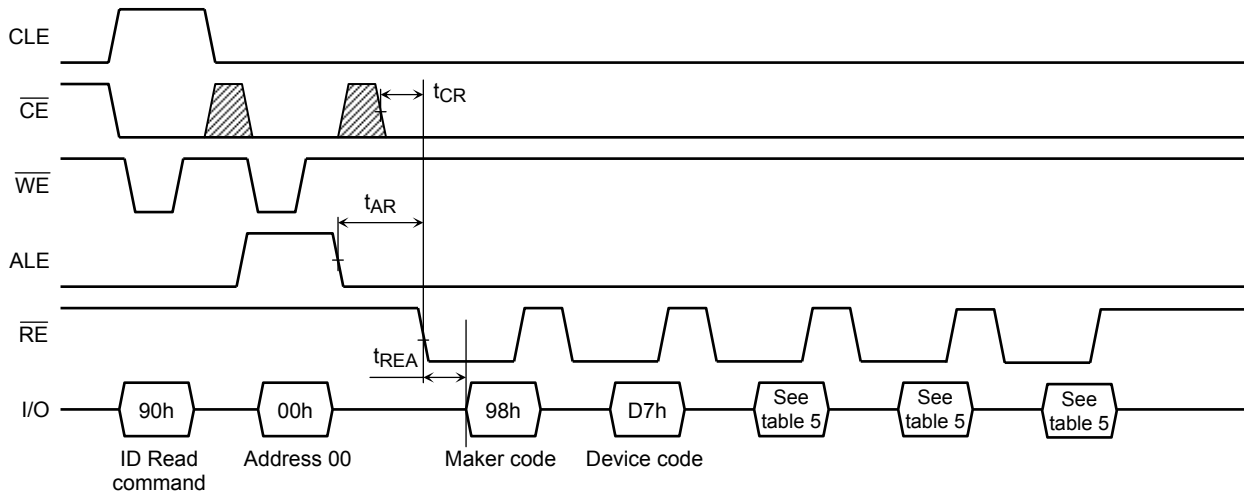 CLE
CE
tCR
WE
tAR
ALE
RE
tREA
I/O
90h
00h
98h
D7h
See
table 5
See
table 5
See
table 5
ID Read
command
Address 00
Maker code
Device code